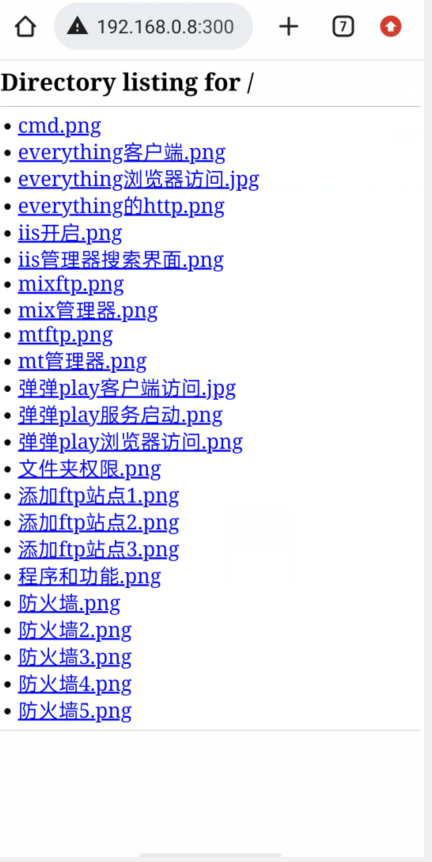 192.168.0.8:300
7
Directory listing for /
cmd.png
everything客户端.png
everything浏览器访问.jpg
everything的http.png
iis开启.png
iis管理器搜索界面.png
mixftp.png
mix管理器.png
mtftp.png
mt管理器.png
弹弹play客户端访问.jpg
弹弹play服务启动.png
弹弹play浏览器访问.png
文件夹权限.png
添加ftp站点1.png
添加ftp站点2.png
添加ftp站点3.png
程序和功能.png
防火墙.png
防火墙2.png
防火墙3.png
防火墙4.png
防火墙5.png